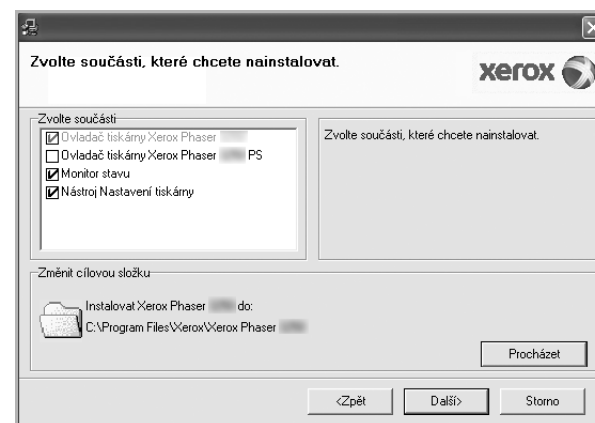 Zvolte součásti, které chcete nainstalovat.
xerox
Zvolte součásti
Ovladač tiskárny Xerox Phaser
Ovladač tiskárny Xerox Phaser PS
Monitor stavu
Nástroj Nastavení tiskárny
Zvolte součásti, které chcete nainstalovat.
Změnit cílovou složku
Instalovat Xerox Phaser do:
C:\Program Files\Xerox\Xerox Phaser
Procházet
<Zpět
Další>
Storno